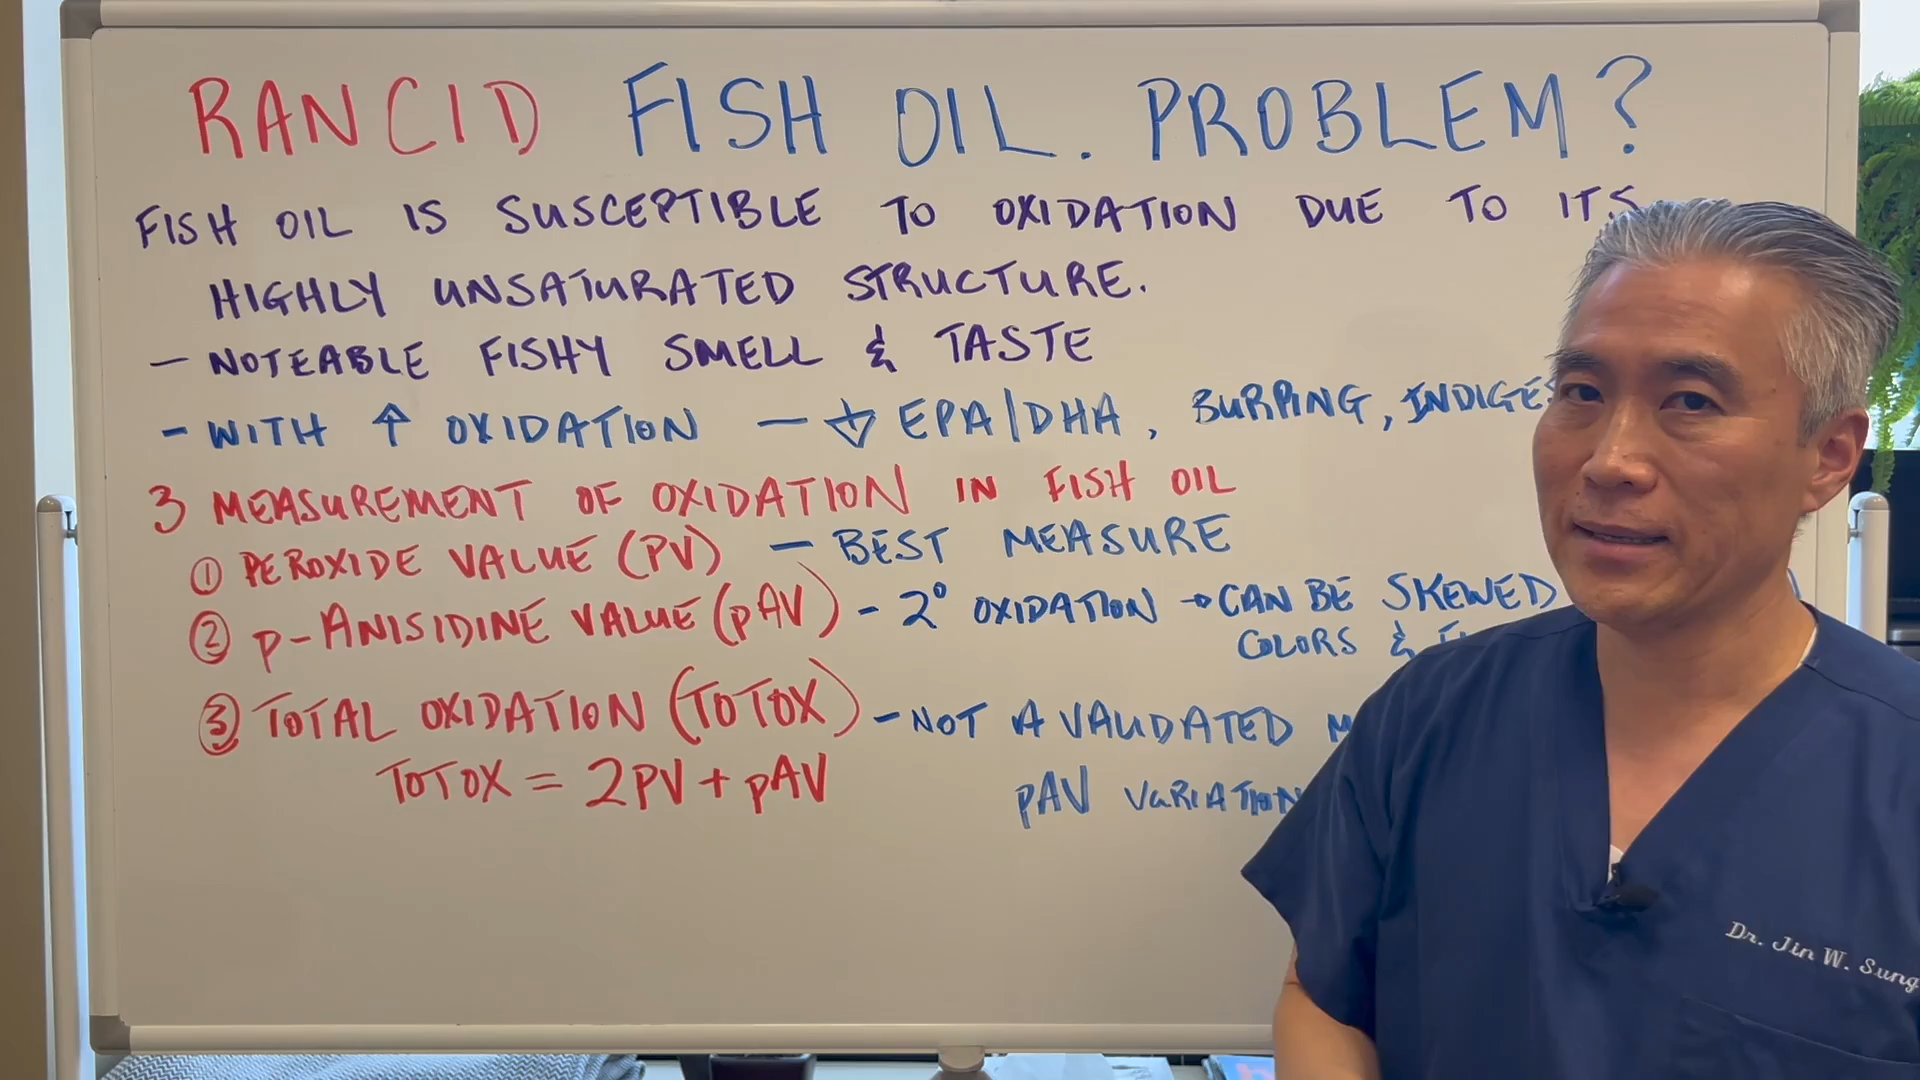 RANCID FISH OIL. PROBLEM?
FISH OIL IS SUSCEPTIBLE TO OXIDATION DUE TO ITS
HIGHLY UNSATURATED STRUCTURE.
- NOTEABLE FISHY SMELL & TASTE
- WITH ↑ OXIDATION - ↓ EPA/DHA, BURPING, INDIGES
3 MEASUREMENT OF OXIDATION IN FISH OIL
① PEROXIDE VALUE (PV) - BEST MEASURE
② p-ANISIDINE VALUE (pAV) - 2° OXIDATION → CAN BE SKEWED
COLORS &
③ TOTAL OXIDATION (TOTOX) - NOT A VALIDATED
TOTOX = 2PV + pAV
pAV VARIATION
Dr. Jin W. Sung